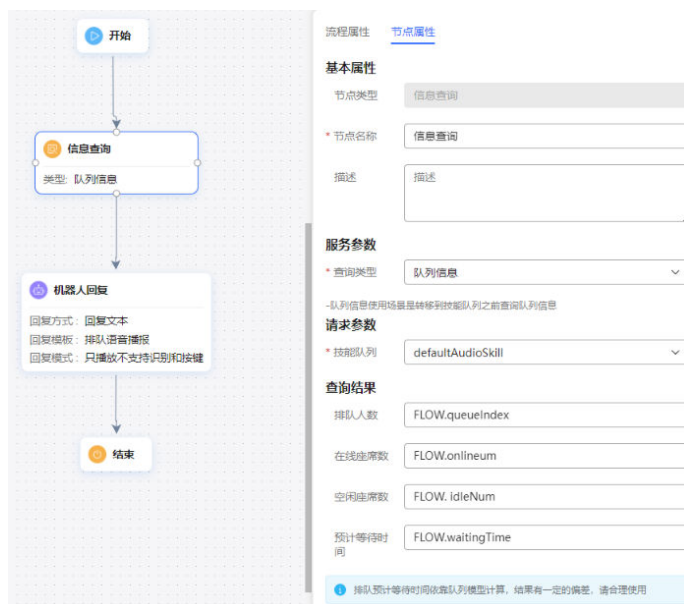 开始
信息查询
类型: 队列信息
机器人回复
回复方式： 回复文本
回复模板： 排队语音播报
回复模式： 只播放不支持识别和按键
结束
流程属性 节点属性
基本属性
节点类型 信息查询
* 节点名称 信息查询
描述 描述
服务参数
* 查询类型 队列信息
-队列信息使用场景是转移到技能队列之前查询队列信息
请求参数
* 技能队列 defaultAudioSkill
查询结果
排队人数 FLOW.queueIndex
在线座席数 FLOW.onlineum
空闲座席数 FLOW. idleNum
预计等待时
间 FLOW.waitingTime
排队预计等待时间依靠队列模型计算，结果有一定的偏差，请合理使用